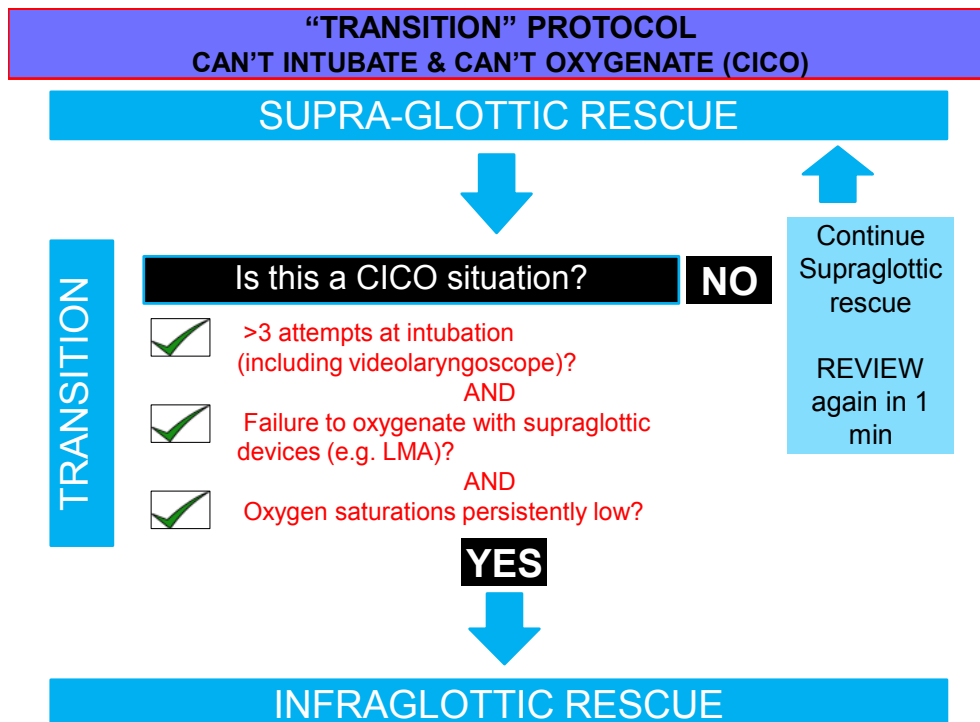 “TRANSITION” PROTOCOL
CAN’T INTUBATE & CAN’T OXYGENATE (CICO)
SUPRA-GLOTTIC RESCUE
TRANSITION
Is this a CICO situation?
NO
>3 attempts at intubation
(including videolaryngoscope)?
AND
Failure to oxygenate with supraglottic
devices (e.g. LMA)?
AND
Oxygen saturations persistently low?
Continue
Supraglottic
rescue
REVIEW
again in 1
min
YES
INFRAGLOTTIC RESCUE